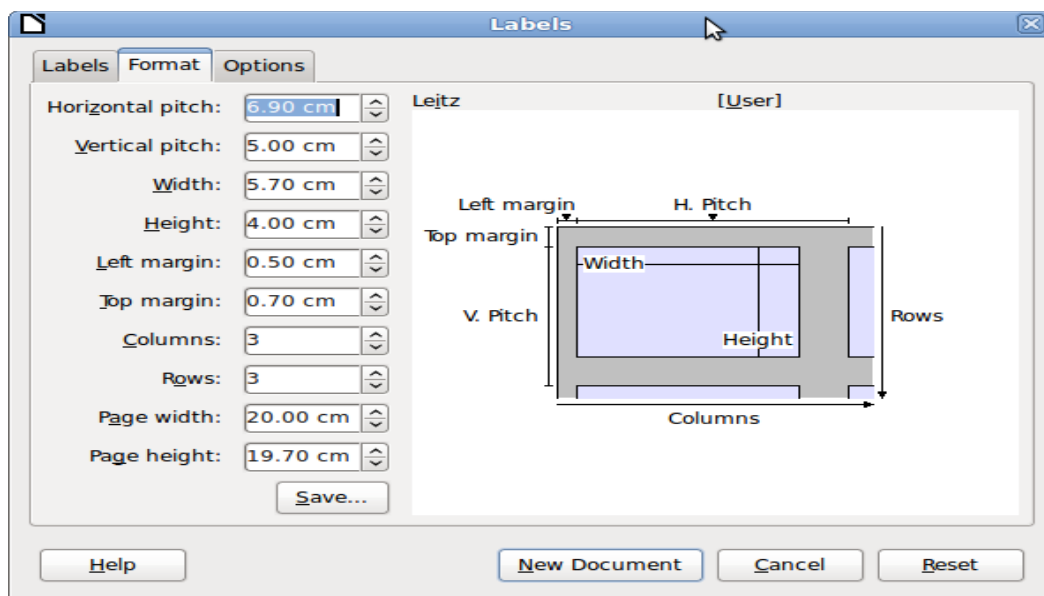 Labels
Labels Format Options
Horizontal pitch: 6.90 cm
Vertical pitch: 5.00 cm
Width: 5.70 cm
Height: 4.00 cm
Left margin: 0.50 cm
Top margin: 0.70 cm
Columns: 3
Rows: 3
Page width: 20.00 cm
Page height: 19.70 cm
Save...
Leitz [User]
Left margin H. Pitch
Top margin
Width
V. Pitch Rows
Height
Columns
Help New Document Cancel Reset